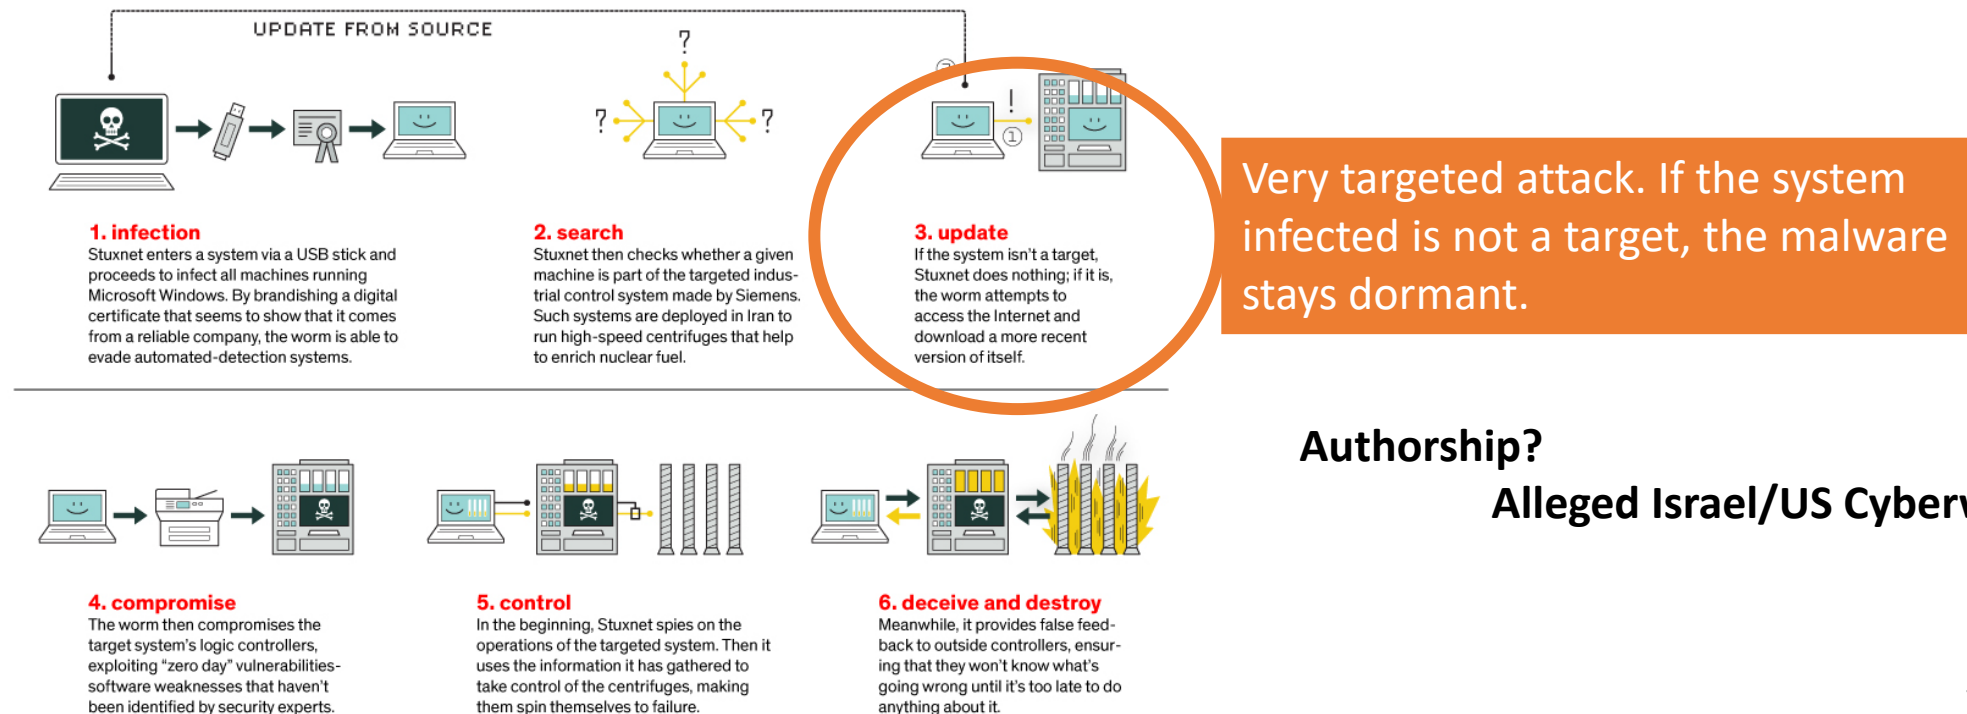 UPDATE FROM SOURCE
?
?
?
!
1
1. infection
Stuxnet enters a system via a USB stick and
proceeds to infect all machines running
Microsoft Windows. By brandishing a digital
certificate that seems to show that it comes
from a reliable company, the worm is able to
evade automated-detection systems.
2. search
Stuxnet then checks whether a given
machine is part of the targeted indus-
trial control system made by Siemens.
Such systems are deployed in Iran to
run high-speed centrifuges that help
to enrich nuclear fuel.
3. update
If the system isn't a target,
Stuxnet does nothing; if it is,
the worm attempts to
access the Internet and
download a more recent
version of itself.
Very targeted attack. If the system
infected is not a target, the malware
stays dormant.
Authorship?
Alleged Israel/US
4. compromise
The worm then compromises the
target system's logic controllers,
exploiting "zero day" vulnerabilities-
software weaknesses that haven't
been identified by security experts.
5. control
In the beginning, Stuxnet spies on the
operations of the targeted system. Then it
uses the information it has gathered to
take control of the centrifuges, making
them spin themselves to failure.
6. deceive and destroy
Meanwhile, it provides false feed-
back to outside controllers, ensur-
ing that they won't know what's
going wrong until it's too late to do
anything about it.